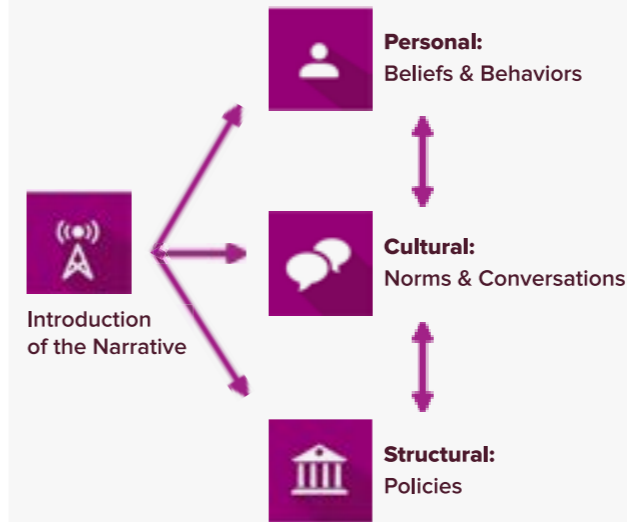 Personal:
Beliefs & Behaviors
Introduction
of the Narrative
Cultural:
Norms & Conversations
Structural:
Policies